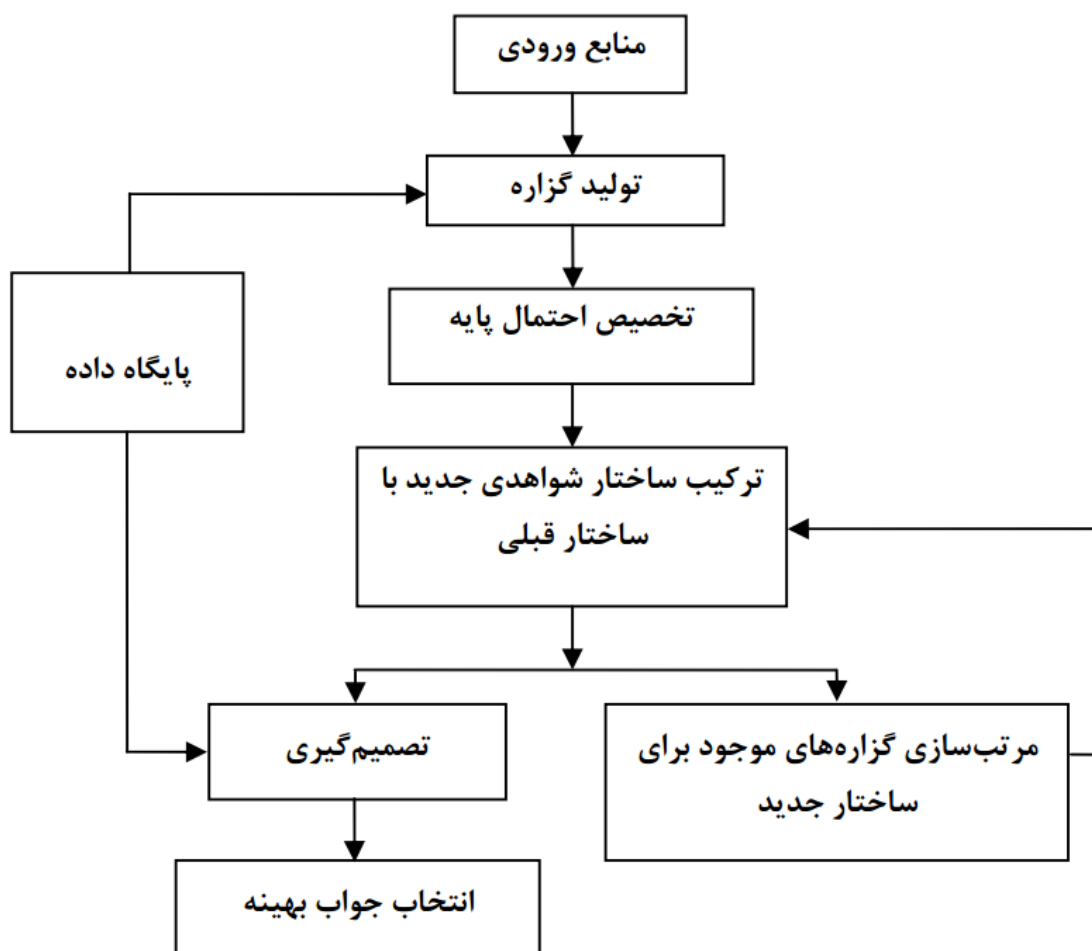 منابع ورودی
تولید گزاره
تخصیص احتمال پایه
پایگاه داده
ترکیب ساختار شواهدی جدید با
ساختار قبلی
تصمیم‌گیری
مرتب‌سازی گزاره‌های موجود برای
ساختار جدید
انتخاب جواب بهینه